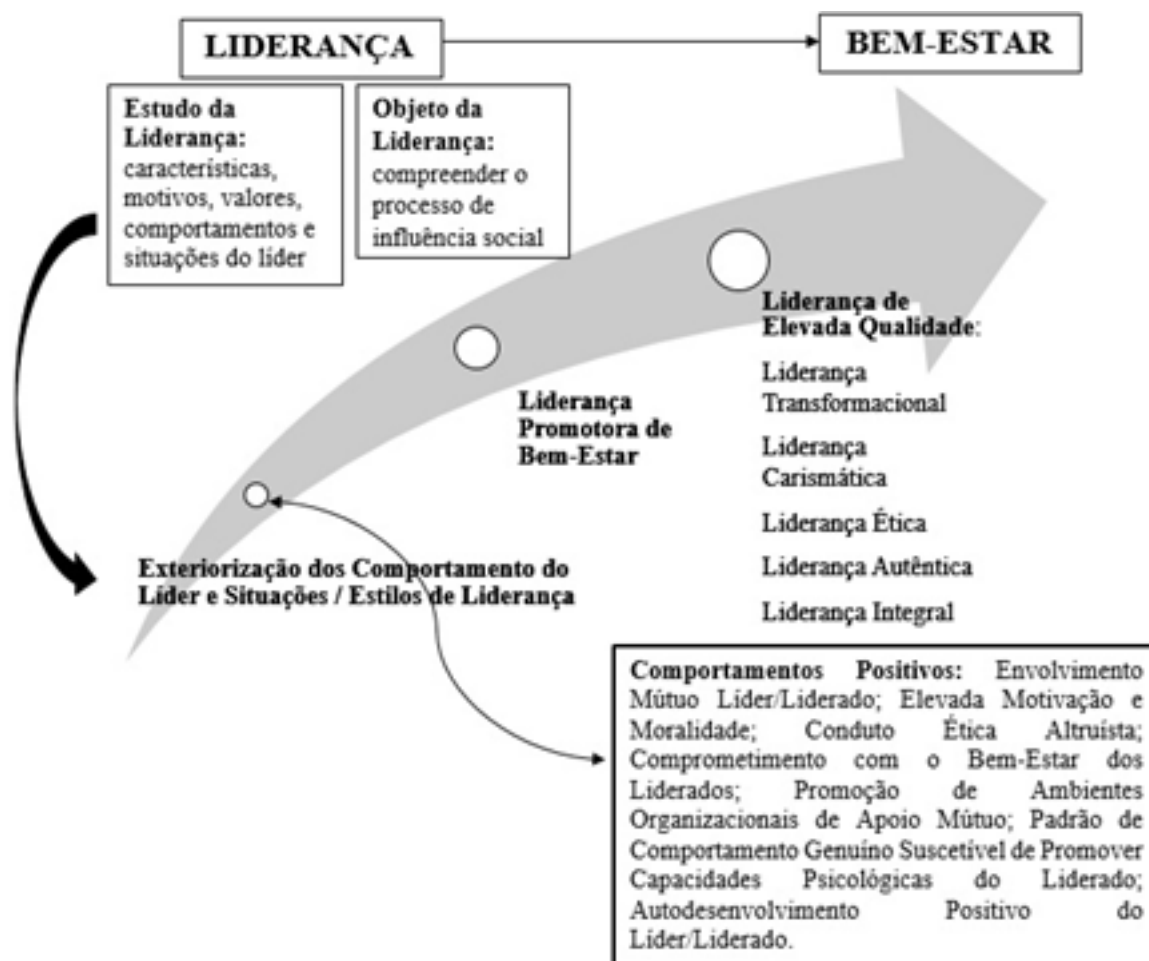 LIDERANÇA
BEM-ESTAR
Estudo da
Liderança:
características,
motivos, valores,
comportamentos e
situações do líder
Objeto da
Liderança:
compreender o
processo de
influência social
Liderança de
Elevada Qualidade:
Liderança
Transformacional
Liderança
Carismática
Liderança Ética
Liderança Autêntica
Liderança Integral
Liderança
Promotora de
Bem-Estar
Exteriorização dos Comportamento do
Líder e Situações / Estilos de Liderança
Comportamentos Positivos: Envolvimento
Mútuo Líder/Liderado; Elevada Motivação e
Moralidade; Conduto Ética Altruísta;
Comprometimento com o Bem-Estar dos
Liderados; Promoção de Ambientes
Organizacionais de Apoio Mútuo; Padrão de
Comportamento Genuíno Suscetível de Promover
Capacidades Psicológicas do Liderado;
Autodesenvolvimento Positivo do
Líder/Liderado.